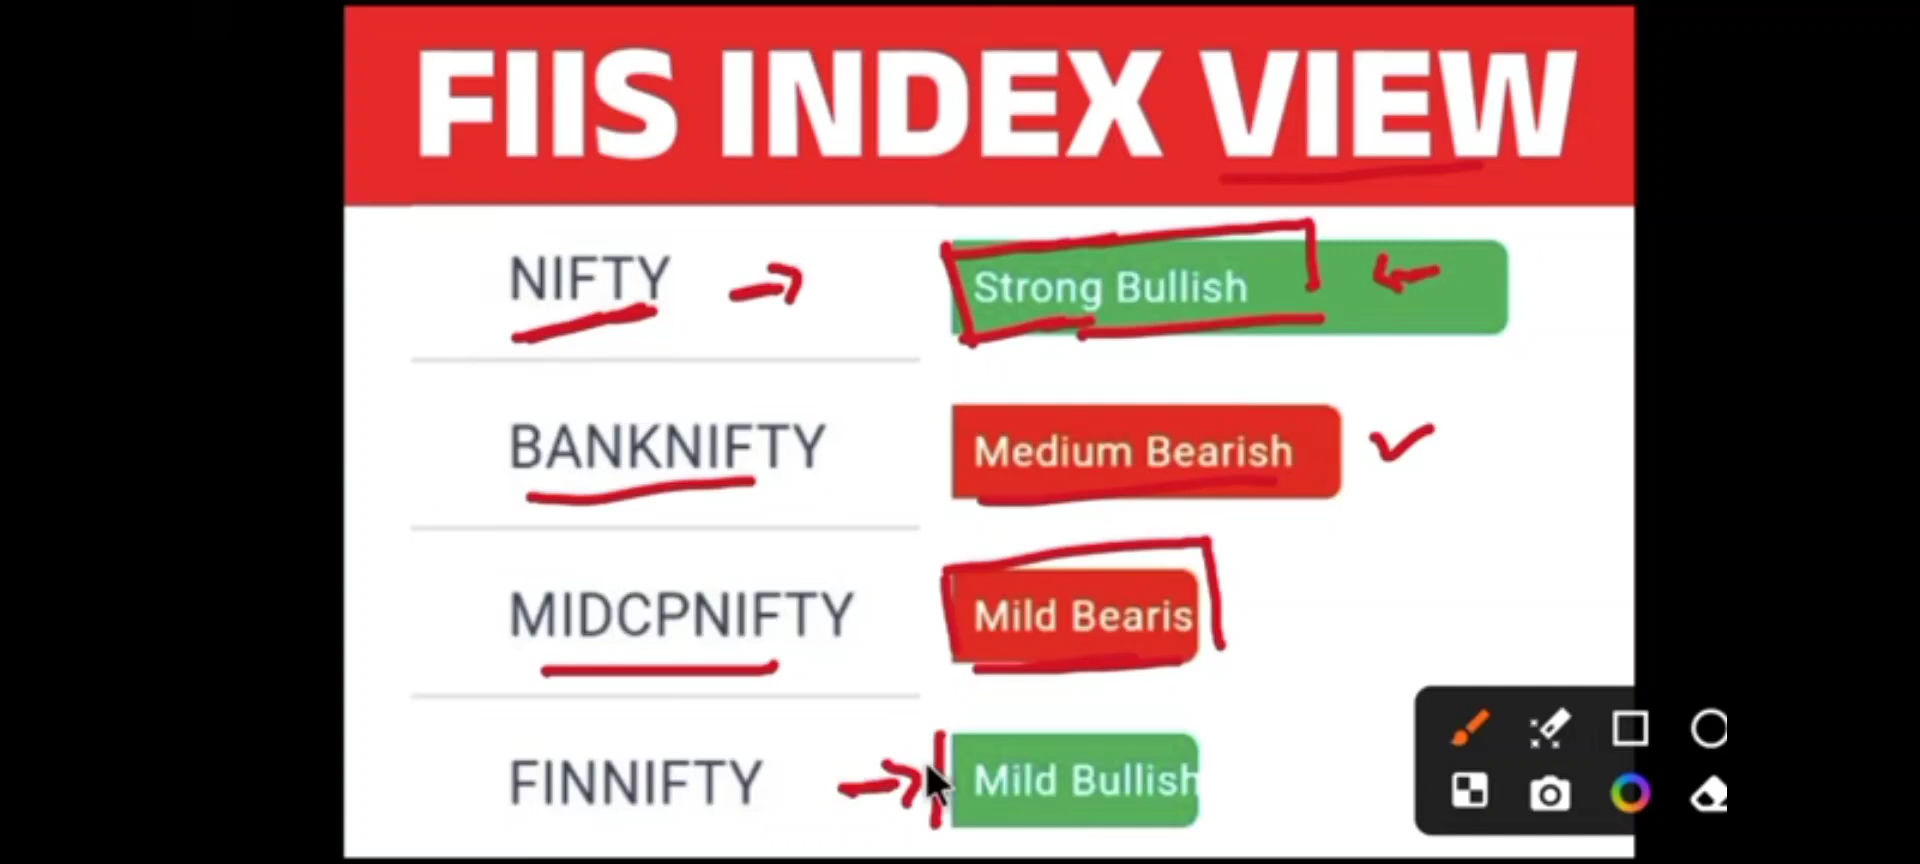 FIIS INDEX VIEW
NIFTY Strong Bullish
BANKNIFTY Medium Bearish
MIDCPNIFTY Mild Bearis
FINNIFTY Mild Bullish